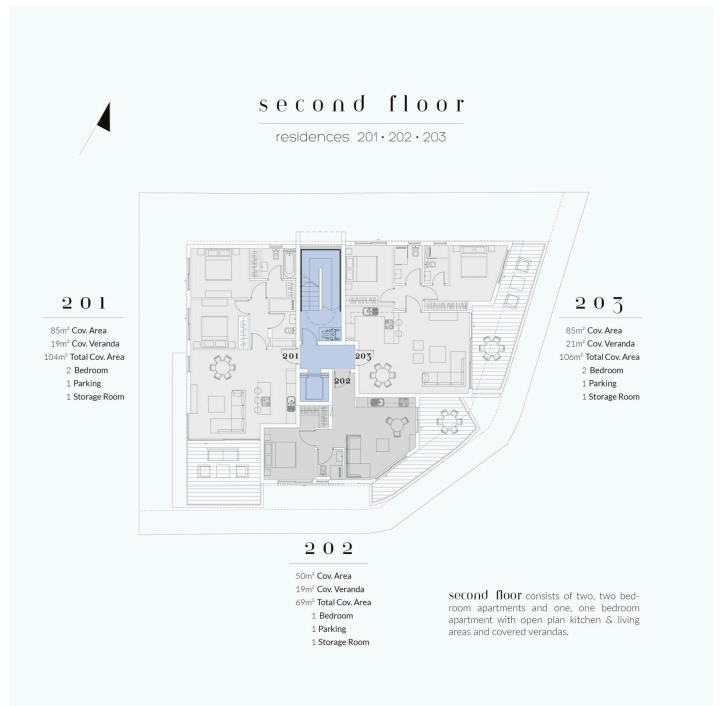 second floor
residences 201 • 202 • 203
201
85m² Cov. Area
19m² Cov. Veranda
104m² Total Cov. Area
2 Bedroom
1 Parking
1 Storage Room
203
85m² Cov. Area
21m² Cov. Veranda
106m² Total Cov. Area
2 Bedroom
1 Parking
1 Storage Room
201
203
202
202
50m² Cov. Area
19m² Cov. Veranda
69m² Total Cov. Area
1 Bedroom
1 Parking
1 Storage Room
second floor consists of two, two bed-
room apartments and one, one bedroom
apartment with open plan kitchen & living
areas and covered verandas.